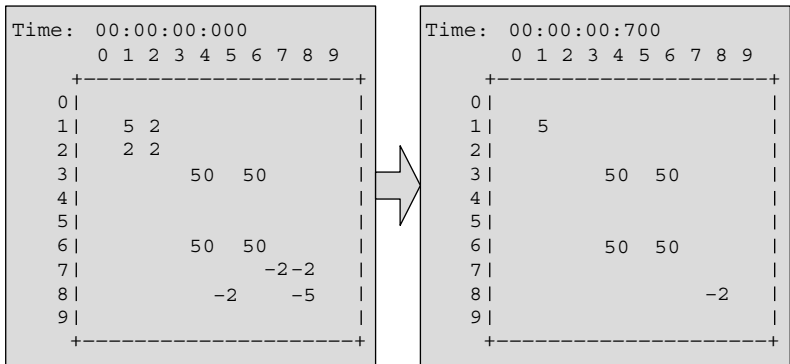 Time: 00:00:00:000
0 1 2 3 4 5 6 7 8 9
+----------------------+
0| |
1| 5 2 |
2| 2 2 |
3| 50 50 |
4| |
5| |
6| 50 50 |
7| -2-2 |
8| -2 -5 |
9| |
+----------------------+
Time: 00:00:00:700
0 1 2 3 4 5 6 7 8 9
+----------------------+
0| |
1| 5 |
2| |
3| 50 50 |
4| |
5| |
6| 50 50 |
7| |
8| -2 |
9| |
+----------------------+